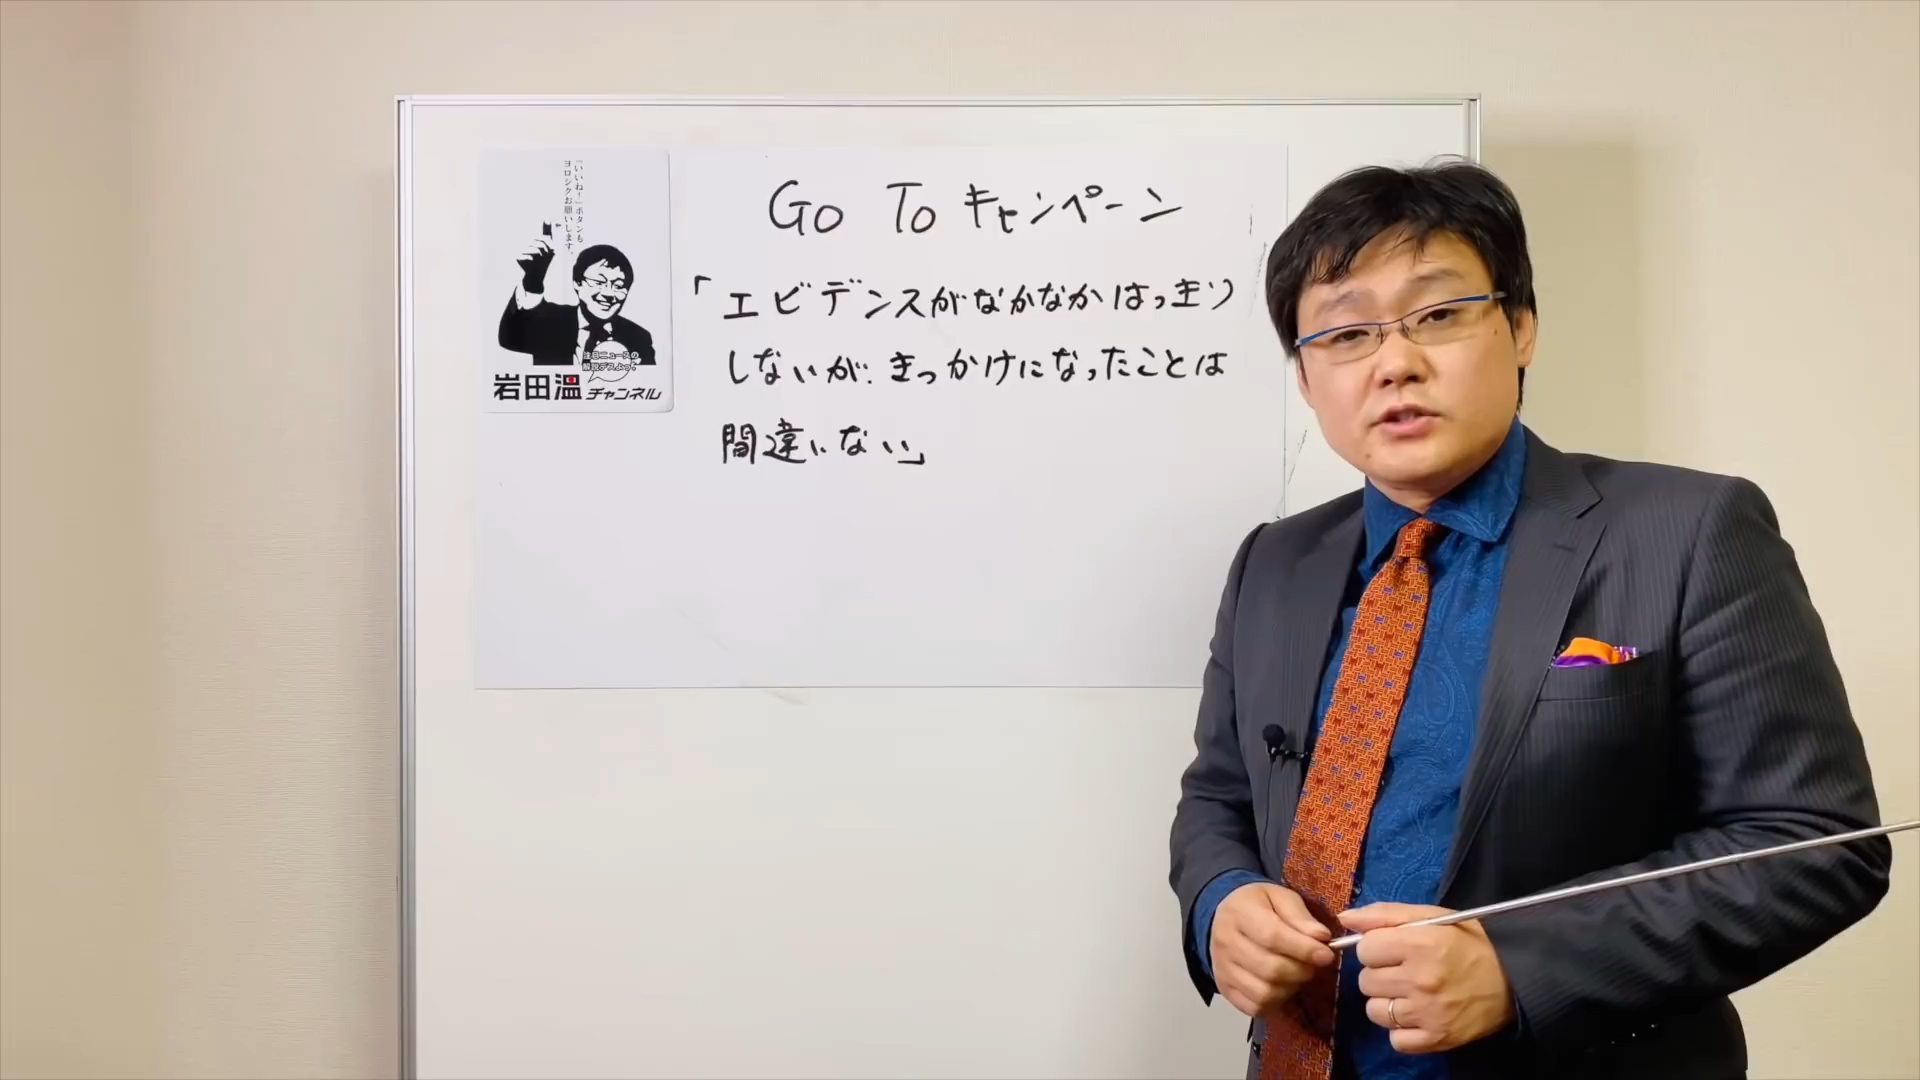 「いいね！」ボタンも
ヨロシクお願いします。
注目ニュースの
解説デスよっ。
岩田温チャンネル
Go To キャンペーン
「エビデンスがなかなかはっきり
しないが、きっかけになったことは
間違いない」